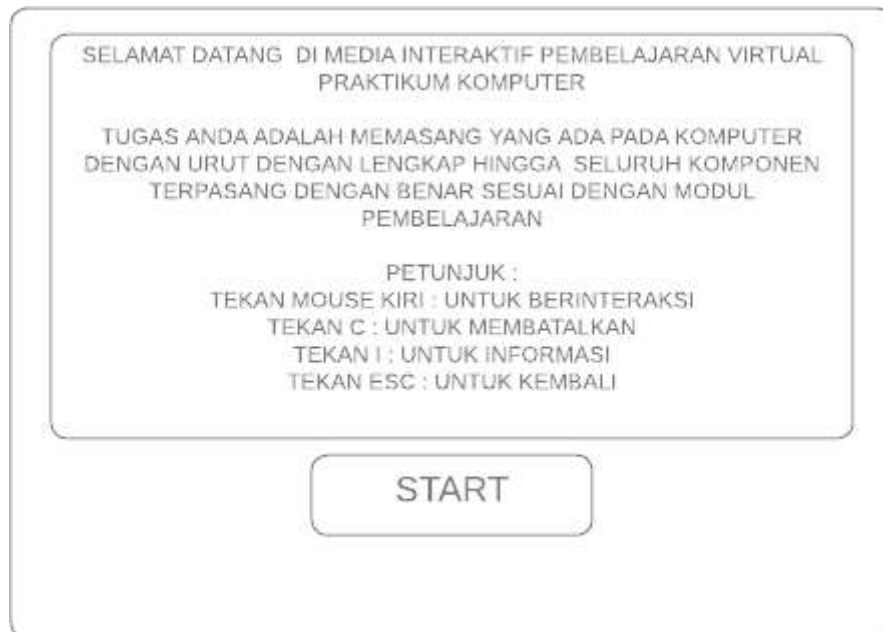 SELAMAT DATANG DI MEDIA INTERAKTIF PEMBELAJARAN VIRTUAL
PRAKTIKUM KOMPUTER
TUGAS ANDA ADALAH MEMASANG YANG ADA PADA KOMPUTER
DENGAN URUT DENGAN LENGKAP HINGGA SELURUH KOMPONEN
TERPASANG DENGAN BENAR SESUAI DENGAN MODUL
PEMBELAJARAN
PETUNJUK :
TEKAN MOUSE KIRI : UNTUK BERINTERAKSI
TEKAN C : UNTUK MEMBATALKAN
TEKAN I : UNTUK INFORMASI
TEKAN ESC : UNTUK KEMBALI
START